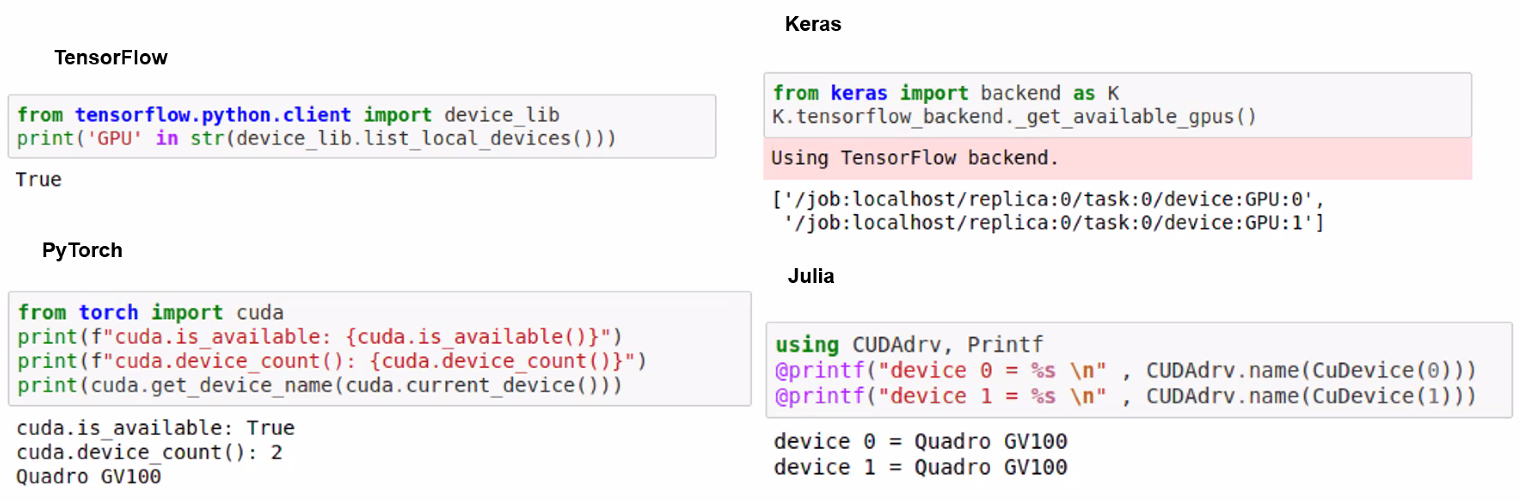 TensorFlow
from tensorflow.python.client import device_lib
print('GPU' in str(device_lib.list_local_devices()))
True
PyTorch
from torch import cuda
print(f"cuda.is_available: {cuda.is_available()}")
print(f"cuda.device_count(): {cuda.device_count()}")
print(cuda.get_device_name(cuda.current_device()))
cuda.is_available: True
cuda.device_count(): 2
Quadro GV100
Keras
from keras import backend as K
K.tensorflow_backend._get_available_gpus()
Using TensorFlow backend.
['/job:localhost/replica:0/task:0/device:GPU:0',
 '/job:localhost/replica:0/task:0/device:GPU:1']
Julia
using CUDAdrv, Printf
@printf("device 0 = %s \n" , CUDAdrv.name(CuDevice(0)))
@printf("device 1 = %s \n" , CUDAdrv.name(CuDevice(1)))
device 0 = Quadro GV100
device 1 = Quadro GV100